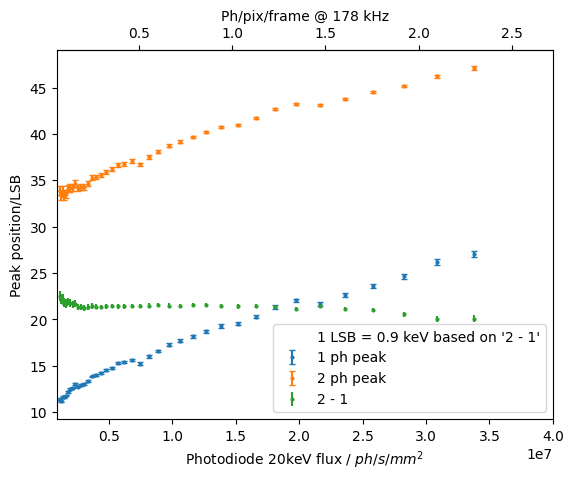 Ph/pix/frame @ 178 kHz
0.5 1.0 1.5 2.0 2.5
45
40
35
30
25
20
15
10
Peak position/LSB
1 LSB = 0.9 keV based on '2 - 1'
1 ph peak
2 ph peak
2 - 1
0.5 1.0 1.5 2.0 2.5 3.0 3.5 4.0
1e7
Photodiode 20keV flux / ph/s/mm²